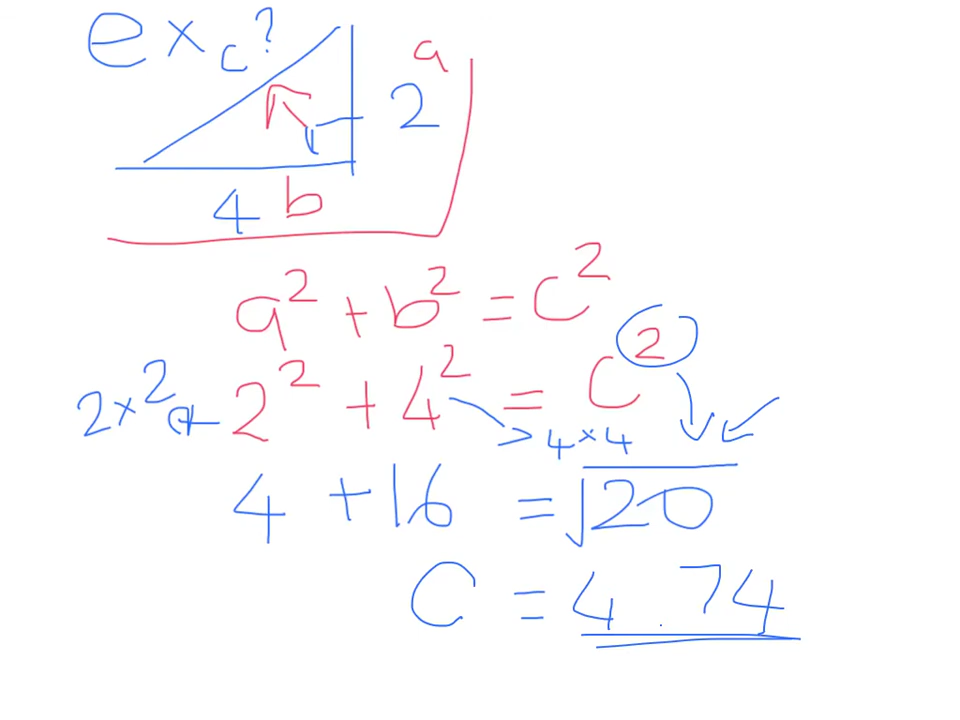 ex c?
a
2
4 b
a² + b² = c²
2×2 ← 2² + 4² = c²
> 4×4
4 + 16 = √20
C = 4.74